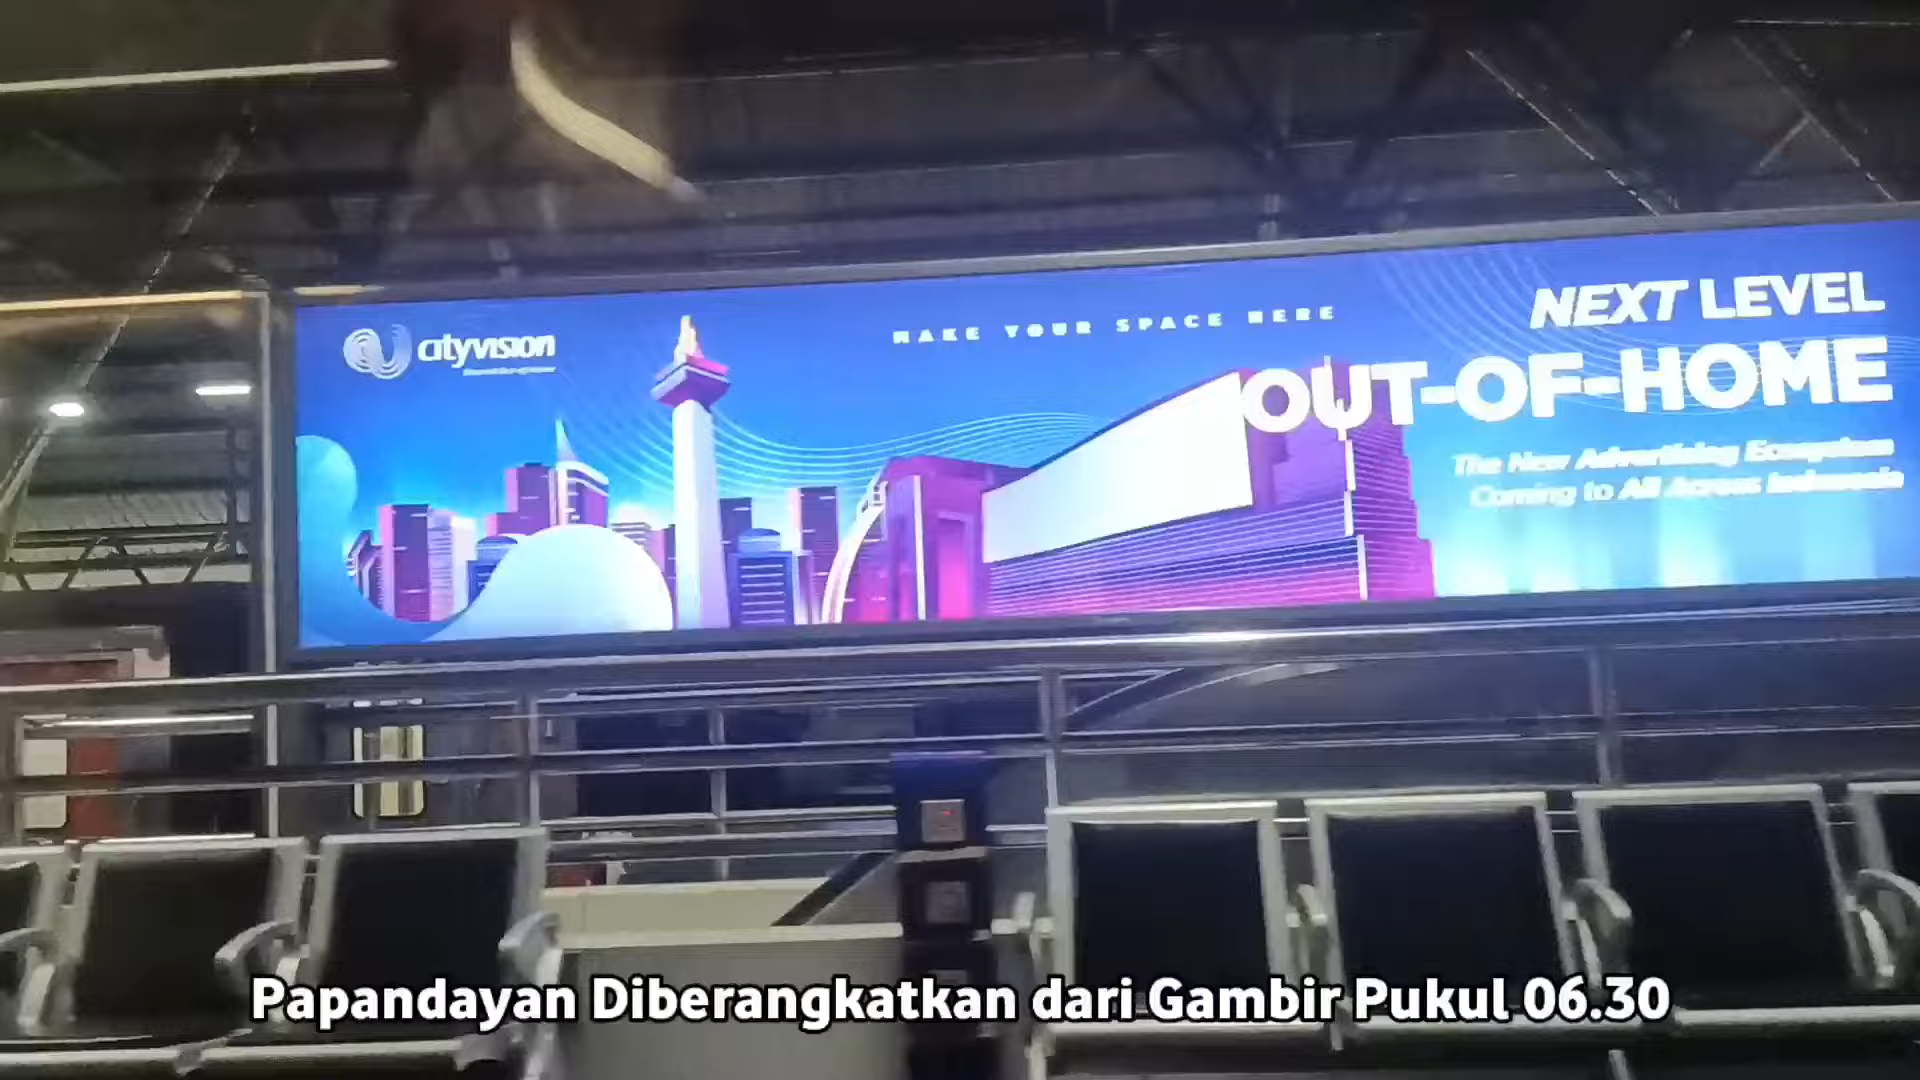 cityvision
MAKE YOUR SPACE HERE
NEXT LEVEL
OUT-OF-HOME
The New Advertising Ecosystem
Coming to All Across Indonesia
Papandayan Diberangkatkan dari Gambir Pukul 06.30